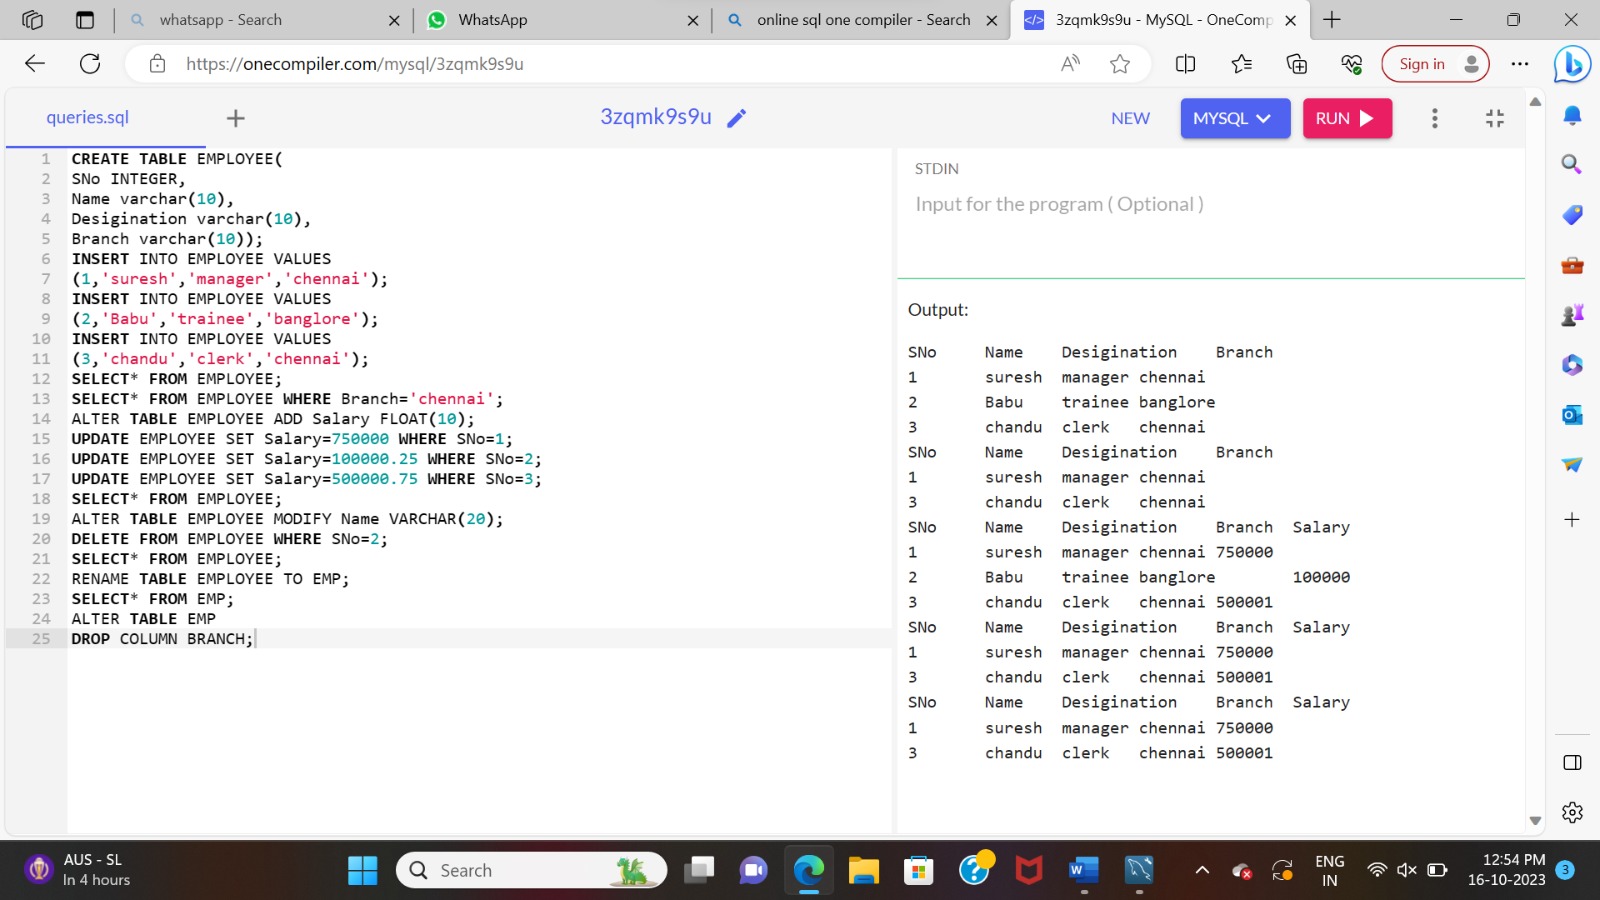 whatsapp - Search
WhatsApp
online sql one compiler - Search
3zqmk9s9u - MySQL - OneComp
https://onecompiler.com/mysql/3zqmk9s9u
Sign in
queries.sql
3zqmk9s9u
NEW
MYSQL
RUN
1 CREATE TABLE EMPLOYEE(
2 SNo INTEGER,
3 Name varchar(10),
4 Desigination varchar(10),
5 Branch varchar(10));
6 INSERT INTO EMPLOYEE VALUES
7 (1,'suresh','manager','chennai');
8 INSERT INTO EMPLOYEE VALUES
9 (2,'Babu','trainee','banglore');
10 INSERT INTO EMPLOYEE VALUES
11 (3,'chandu','clerk','chennai');
12 SELECT* FROM EMPLOYEE;
13 SELECT* FROM EMPLOYEE WHERE Branch='chennai';
14 ALTER TABLE EMPLOYEE ADD Salary FLOAT(10);
15 UPDATE EMPLOYEE SET Salary=750000 WHERE SNo=1;
16 UPDATE EMPLOYEE SET Salary=100000.25 WHERE SNo=2;
17 UPDATE EMPLOYEE SET Salary=500000.75 WHERE SNo=3;
18 SELECT* FROM EMPLOYEE;
19 ALTER TABLE EMPLOYEE MODIFY Name VARCHAR(20);
20 DELETE FROM EMPLOYEE WHERE SNo=2;
21 SELECT* FROM EMPLOYEE;
22 RENAME TABLE EMPLOYEE TO EMP;
23 SELECT* FROM EMP;
24 ALTER TABLE EMP
25 DROP COLUMN BRANCH;
STDIN
Input for the program ( Optional )
Output:
SNo Name Desigination Branch
1 suresh manager chennai
2 Babu trainee banglore
3 chandu clerk chennai
SNo Name Desigination Branch
1 suresh manager chennai
3 chandu clerk chennai
SNo Name Desigination Branch Salary
1 suresh manager chennai 750000
2 Babu trainee banglore 100000
3 chandu clerk chennai 500001
SNo Name Desigination Branch Salary
1 suresh manager chennai 750000
3 chandu clerk chennai 500001
SNo Name Desigination Branch Salary
1 suresh manager chennai 750000
3 chandu clerk chennai 500001
AUS - SL
In 4 hours
Search
ENG
IN
12:54 PM
16-10-2023
3